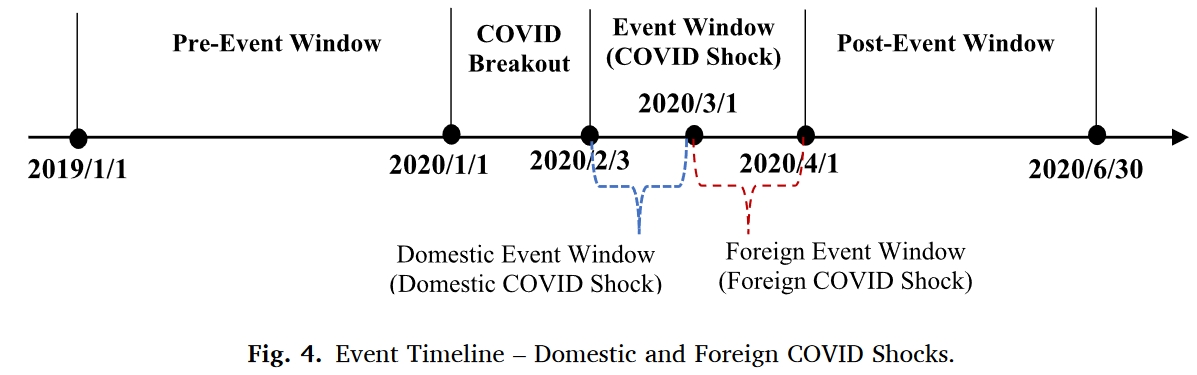 Pre-Event Window
COVID
Breakout
Event Window
(COVID Shock)
Post-Event Window
2020/3/1
2019/1/1
2020/1/1
2020/2/3
2020/4/1
2020/6/30
Domestic Event Window
(Domestic COVID Shock)
Foreign Event Window
(Foreign COVID Shock)
Fig. 4. Event Timeline – Domestic and Foreign COVID Shocks.